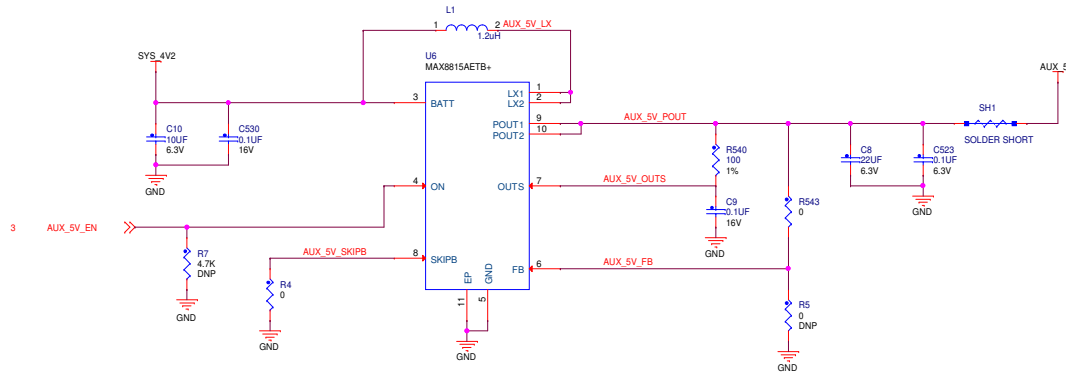 L1
1 2 AUX_5V_LX
1.2uH
SYS_4V2
U6
MAX8815AETB+
AUX_5
3 BATT
LX1 1
LX2 2
C10
10UF
6.3V
C530
0.1UF
16V
GND
POUT1 9
POUT2 10
AUX_5V_POUT
SH1
SOLDER SHORT
R540
100
1%
C8
22UF
6.3V
C523
0.1UF
6.3V
GND
4 ON
OUTS 7
AUX_5V_OUTS
C9
0.1UF
16V
GND
R543
0
3 AUX_5V_EN
R7
4.7K
DNP
GND
AUX_5V_SKIPB
8 SKIPB
R4
0
GND
FB 6
AUX_5V_FB
EP
GND
11
5
GND
R5
0
DNP
GND